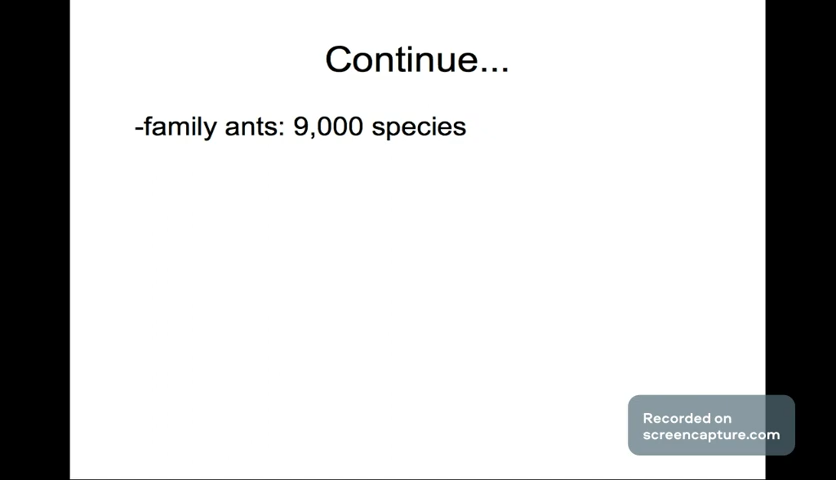 Continue...
-family ants: 9,000 species
Recorded on
screencapture.com